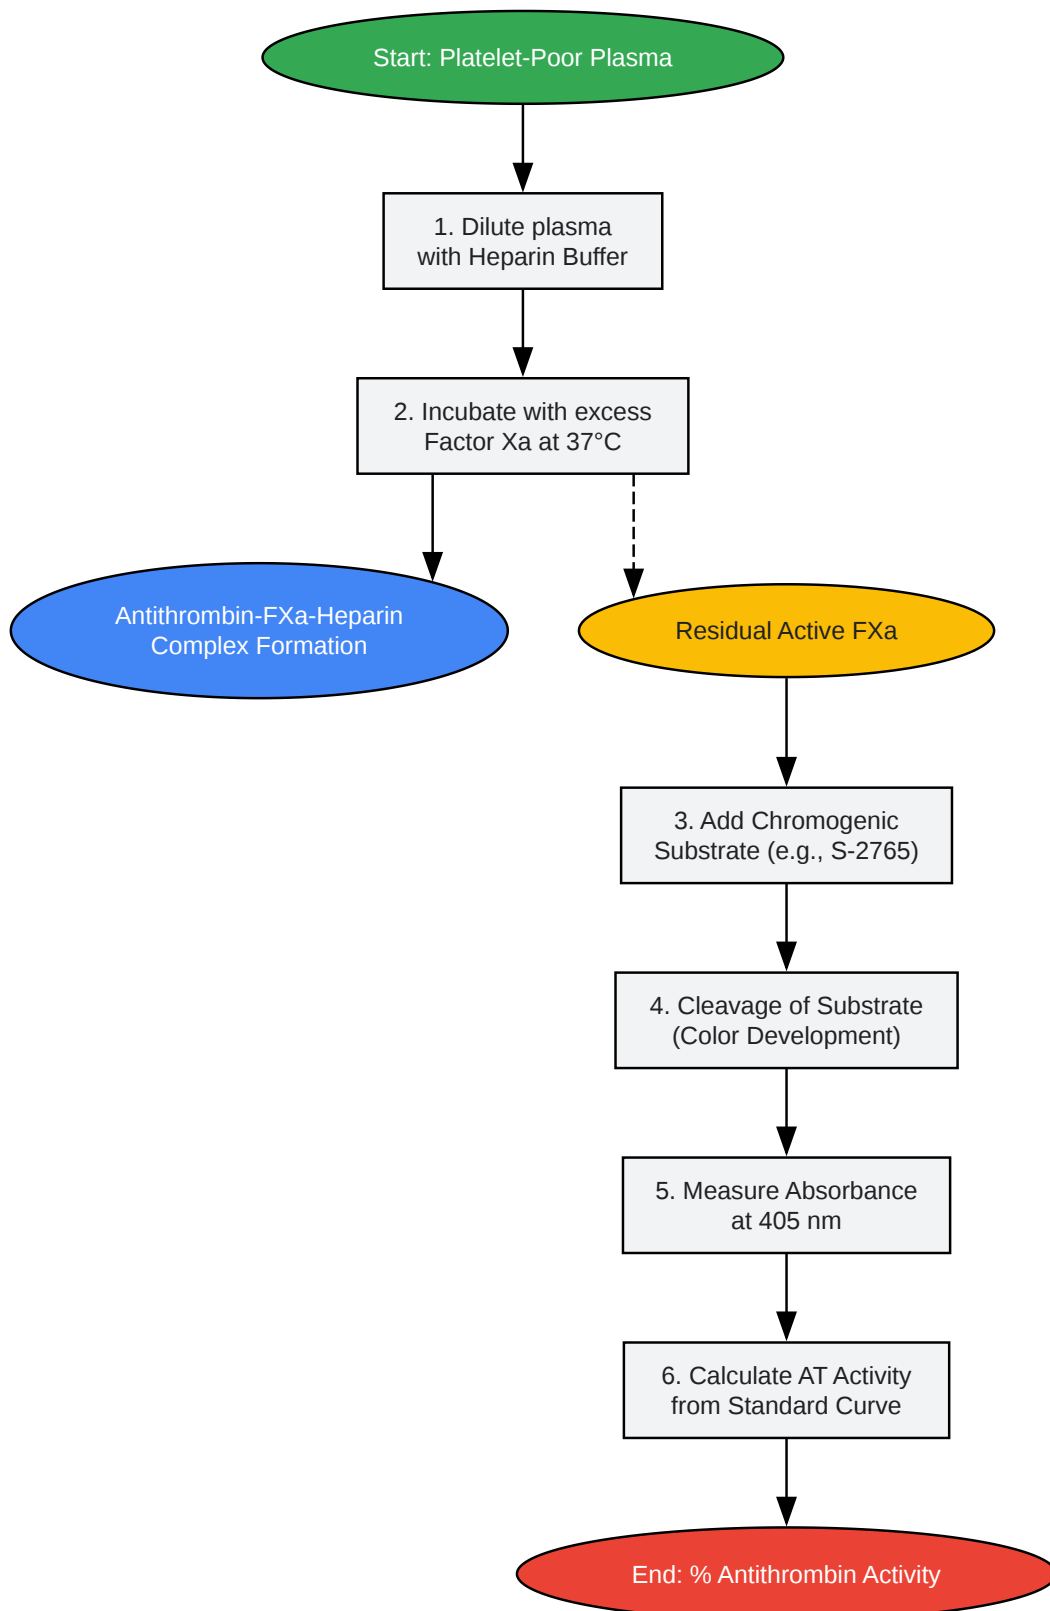 Start: Platelet-Poor Plasma
1. Dilute plasma
with Heparin Buffer
2. Incubate with excess
Factor Xa at 37°C
Antithrombin-FXa-Heparin
Complex Formation
Residual Active FXa
3. Add Chromogenic
Substrate (e.g., S-2765)
4. Cleavage of Substrate
(Color Development)
5. Measure Absorbance
at 405 nm
6. Calculate AT Activity
from Standard Curve
End: % Antithrombin Activity